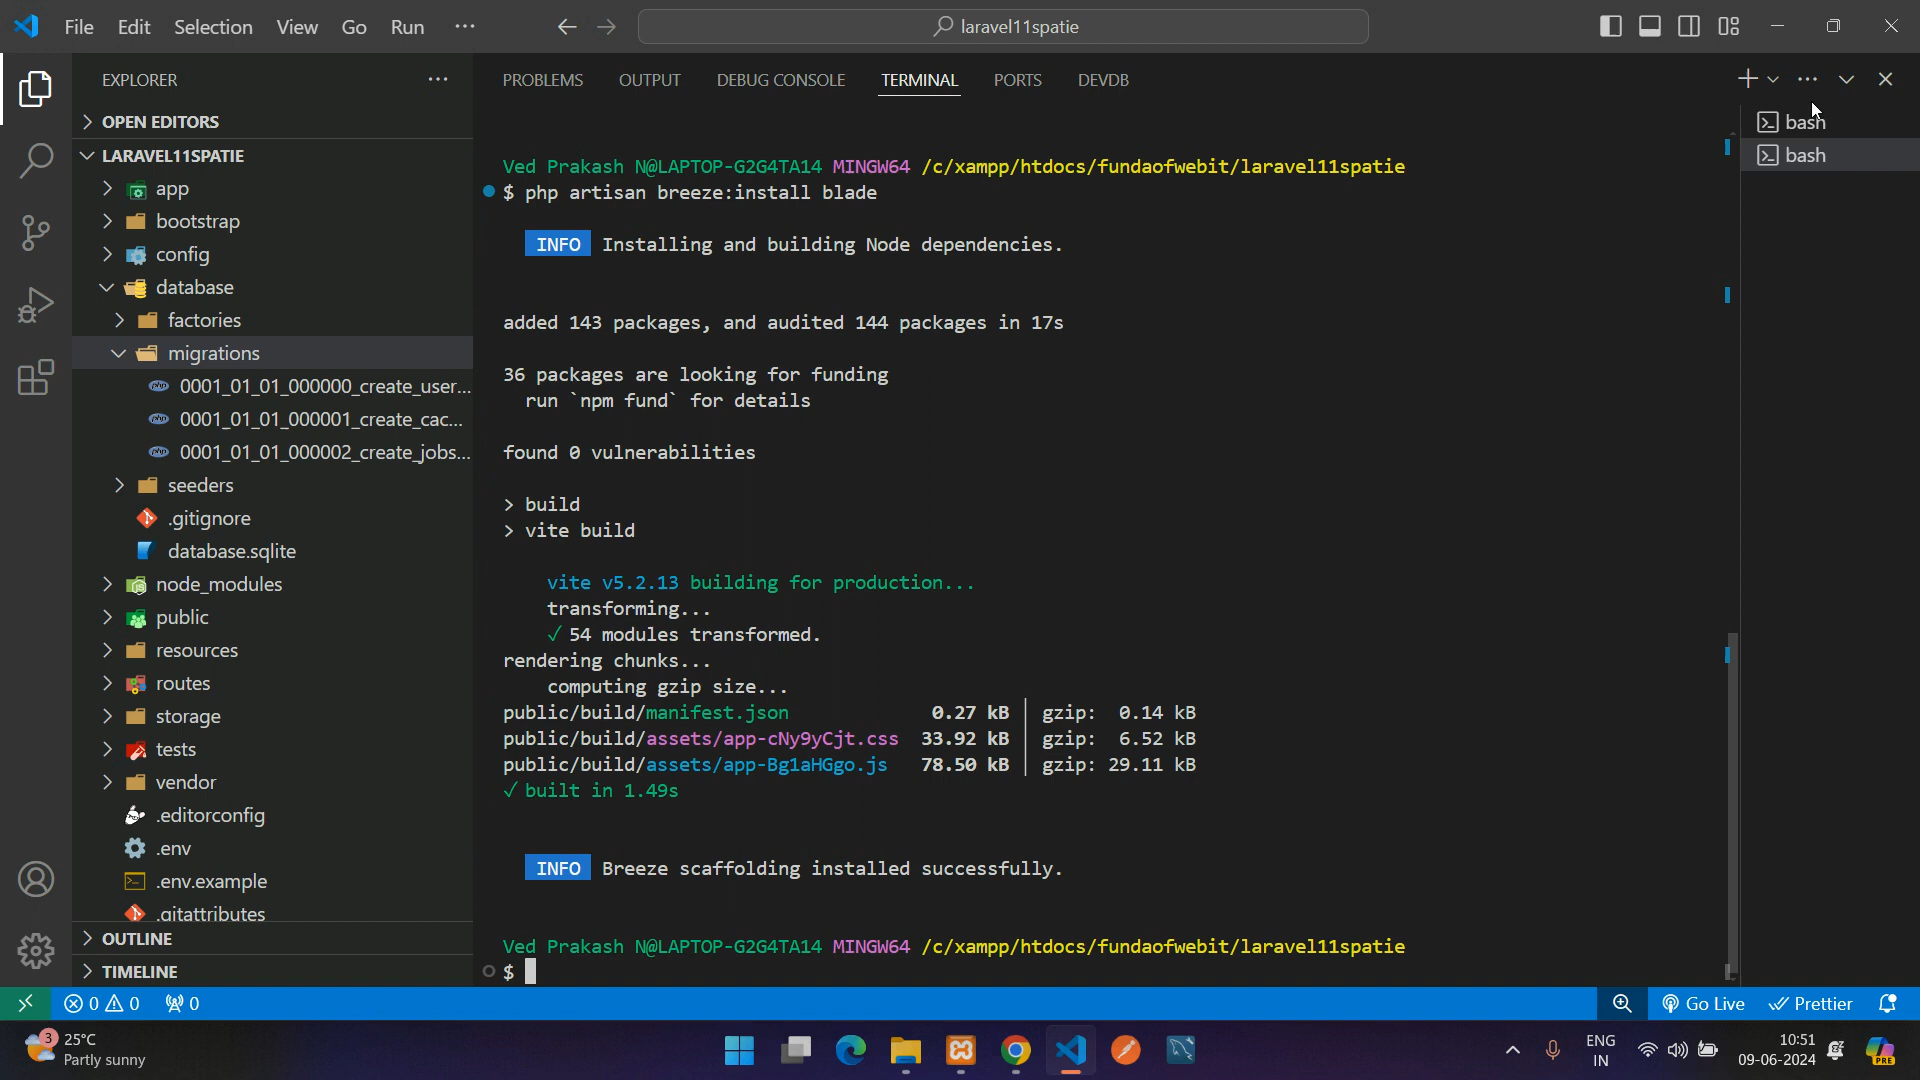 File Edit Selection View Go Run ···
laravel11spatie
EXPLORER
PROBLEMS OUTPUT DEBUG CONSOLE TERMINAL PORTS DEVDB
OPEN EDITORS
LARAVEL11SPATIE
app
bootstrap
config
database
factories
migrations
0001_01_01_000000_create_user...
0001_01_01_000001_create_cac...
0001_01_01_000002_create_jobs...
seeders
.gitignore
database.sqlite
node_modules
public
resources
routes
storage
tests
vendor
.editorconfig
.env
.env.example
.gitattributes
OUTLINE
TIMELINE
Ved Prakash N@LAPTOP-G2G4TA14 MINGW64 /c/xampp/htdocs/fundaofwebit/laravel11spatie
$ php artisan breeze:install blade
INFO Installing and building Node dependencies.
added 143 packages, and audited 144 packages in 17s
36 packages are looking for funding
run `npm fund` for details
found 0 vulnerabilities
> build
> vite build
vite v5.2.13 building for production...
transforming...
✓ 54 modules transformed.
rendering chunks...
computing gzip size...
public/build/manifest.json 0.27 kB │ gzip: 0.14 kB
public/build/assets/app-cNy9yCjt.css 33.92 kB │ gzip: 6.52 kB
public/build/assets/app-Bg1aHGgo.js 78.50 kB │ gzip: 29.11 kB
✓ built in 1.49s
INFO Breeze scaffolding installed successfully.
Ved Prakash N@LAPTOP-G2G4TA14 MINGW64 /c/xampp/htdocs/fundaofwebit/laravel11spatie
$
bash
bash
0 0 0
Go Live Prettier
3 25°C
Partly sunny
ENG
IN
10:51
09-06-2024
PRE